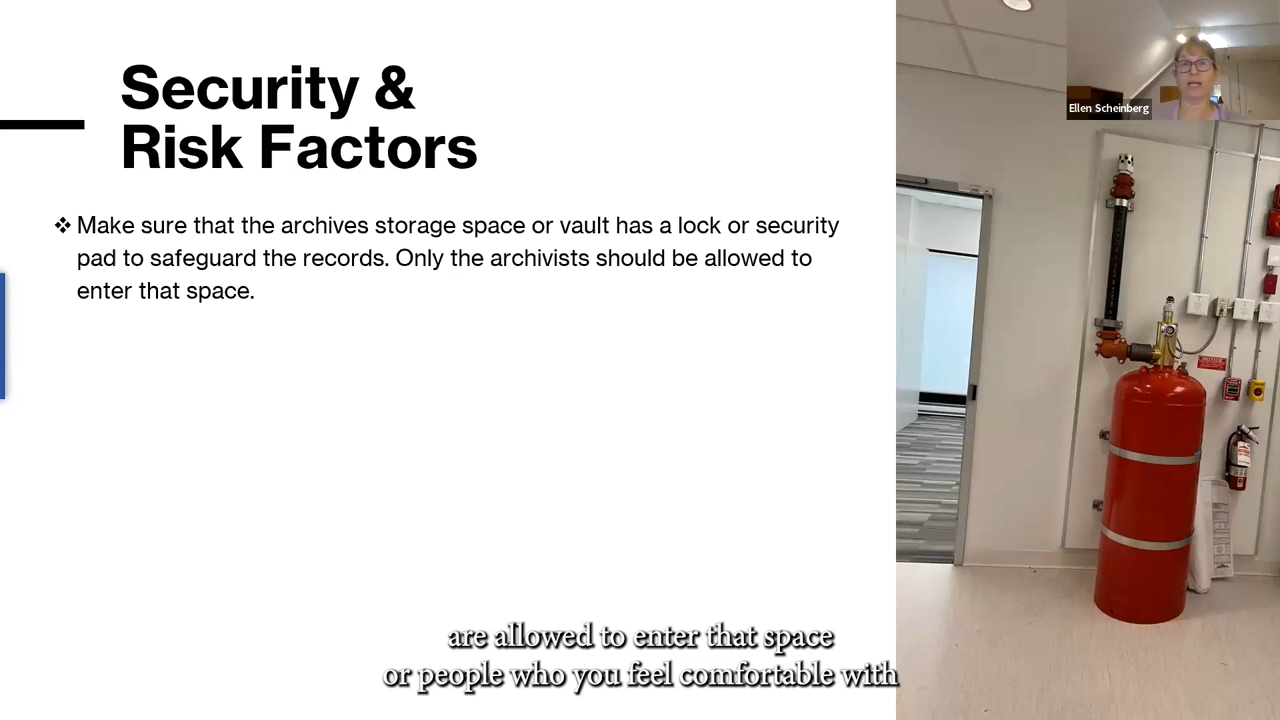 Security &
Risk Factors
❖ Make sure that the archives storage space or vault has a lock or security
pad to safeguard the records. Only the archivists should be allowed to
enter that space.
Ellen Scheinberg
NOTICE
are allowed to enter that space
or people who you feel comfortable with